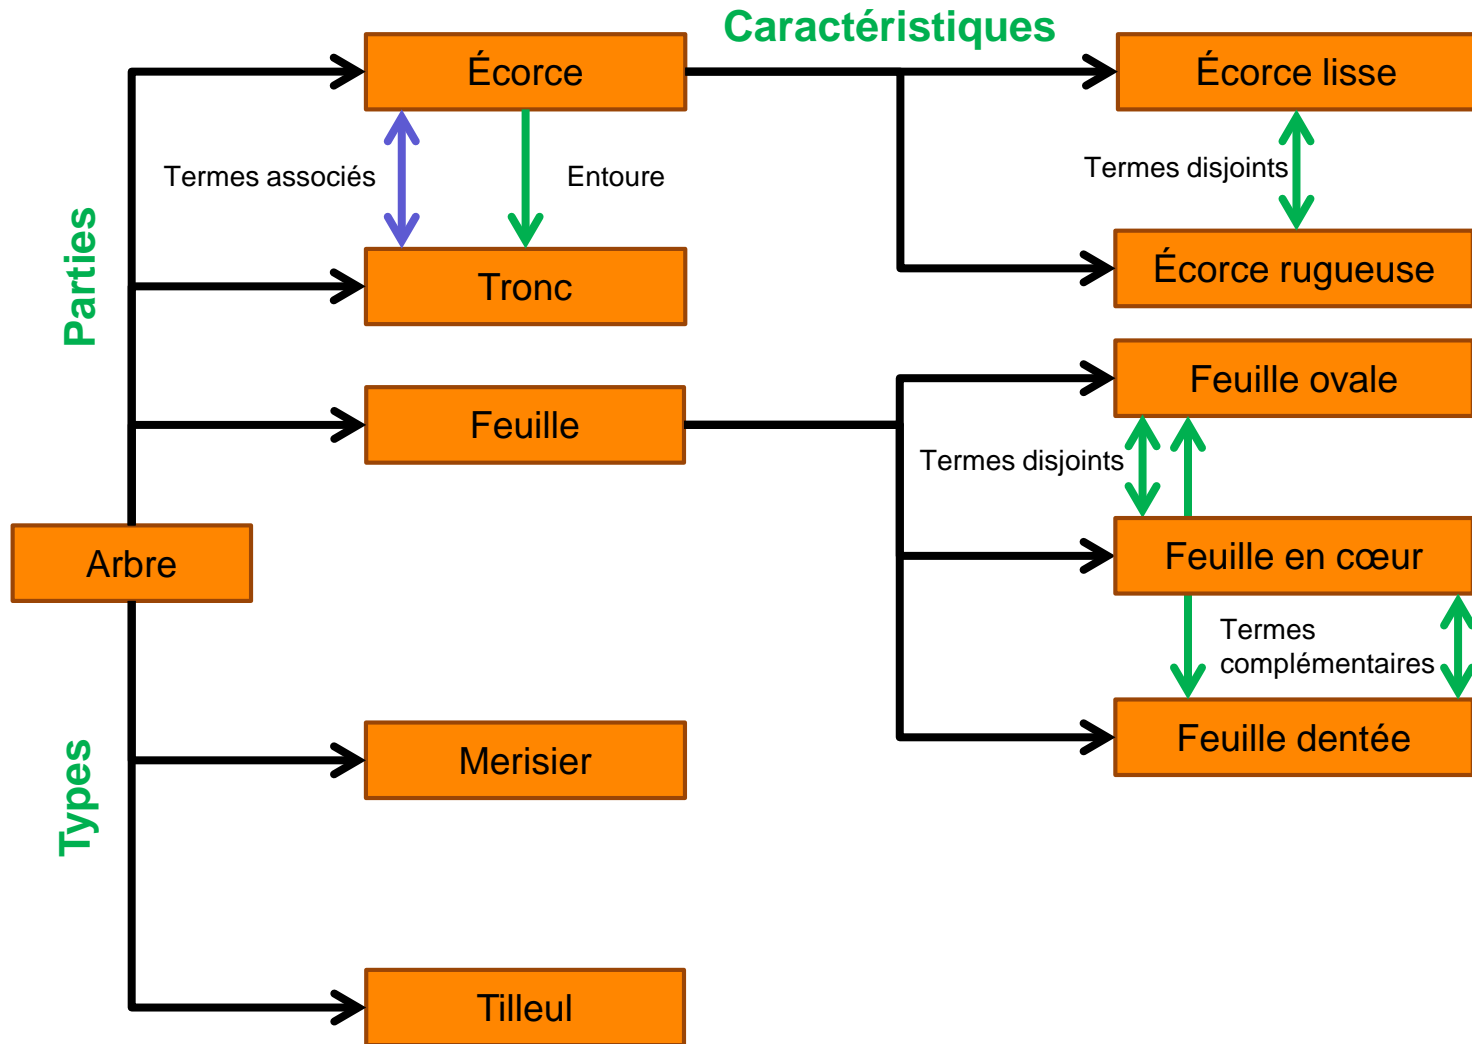 Caractéristiques
Écorce
Écorce lisse
Termes associés
Entoure
Termes disjoints
Parties
Tronc
Écorce rugueuse
Feuille
Feuille ovale
Termes disjoints
Arbre
Feuille en cœur
Termes
complémentaires
Types
Merisier
Feuille dentée
Tilleul